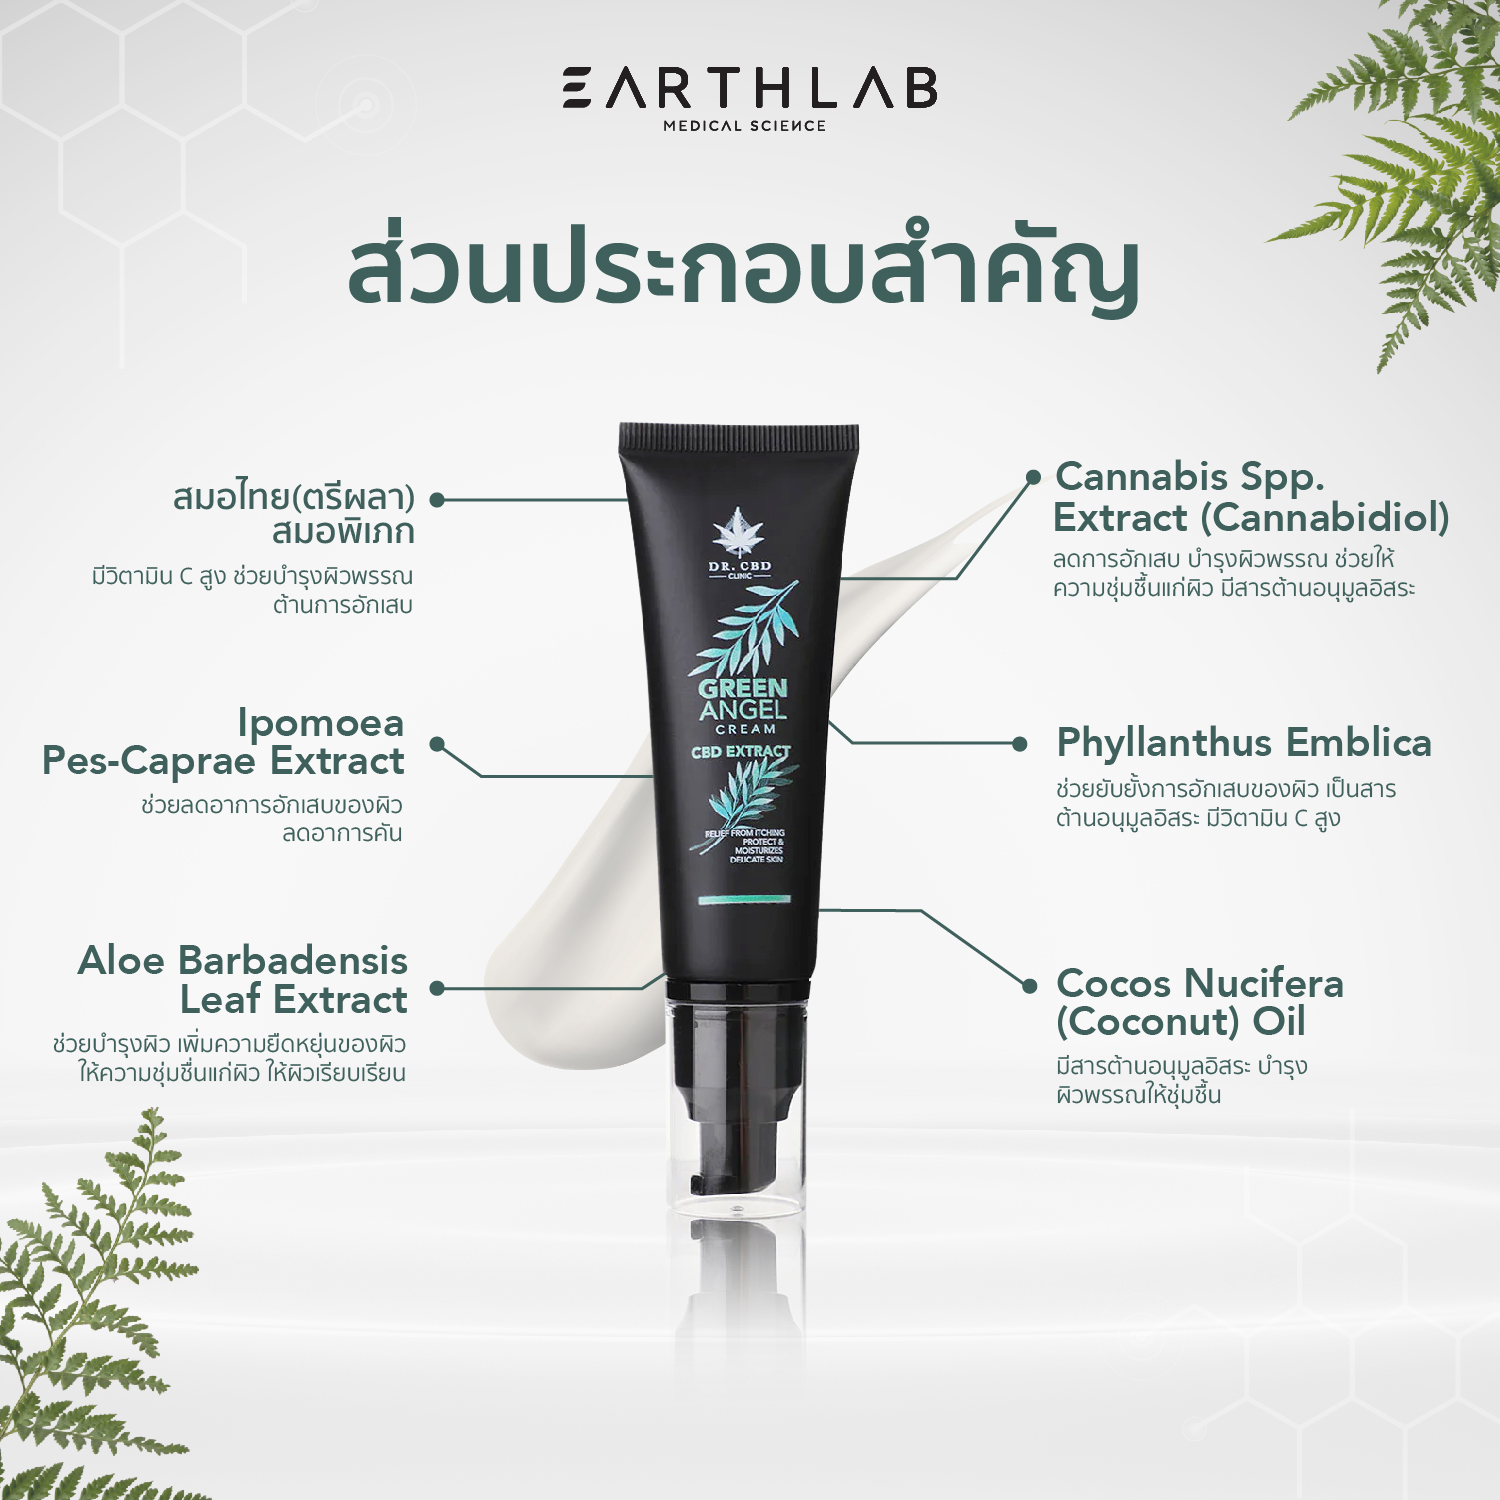 EARTHLAB
MEDICAL SCIENCE
ส่วนประกอบสำคัญ
สมอไทย(ตรีผลา)
สมอพิเภก
มีวิตามิน C สูง ช่วยบำรุงผิวพรรณ
ต้านการอักเสบ
Ipomoea
Pes-Caprae Extract
ช่วยลดอาการอักเสบของผิว
ลดอาการคัน
Aloe Barbadensis
Leaf Extract
ช่วยบำรุงผิว เพิ่มความยืดหยุ่นของผิว
ให้ความชุ่มชื่นแก่ผิว ให้ผิวเรียบเรียน
DR. CBD
CLINIC
GREEN
ANGEL
CREAM
CBD EXTRACT
RELIEF FROM ITCHING
PROTECT &
MOISTURIZES
DELICATE SKIN
Cannabis Spp.
Extract (Cannabidiol)
ลดการอักเสบ บำรุงผิวพรรณ ช่วยให้
ความชุ่มชื้นแก่ผิว มีสารต้านอนุมูลอิสระ
Phyllanthus Emblica
ช่วยยับยั้งการอักเสบของผิว เป็นสาร
ต้านอนุมูลอิสระ มีวิตามิน C สูง
Cocos Nucifera
(Coconut) Oil
มีสารต้านอนุมูลอิสระ บำรุง
ผิวพรรณให้ชุ่มชื้น